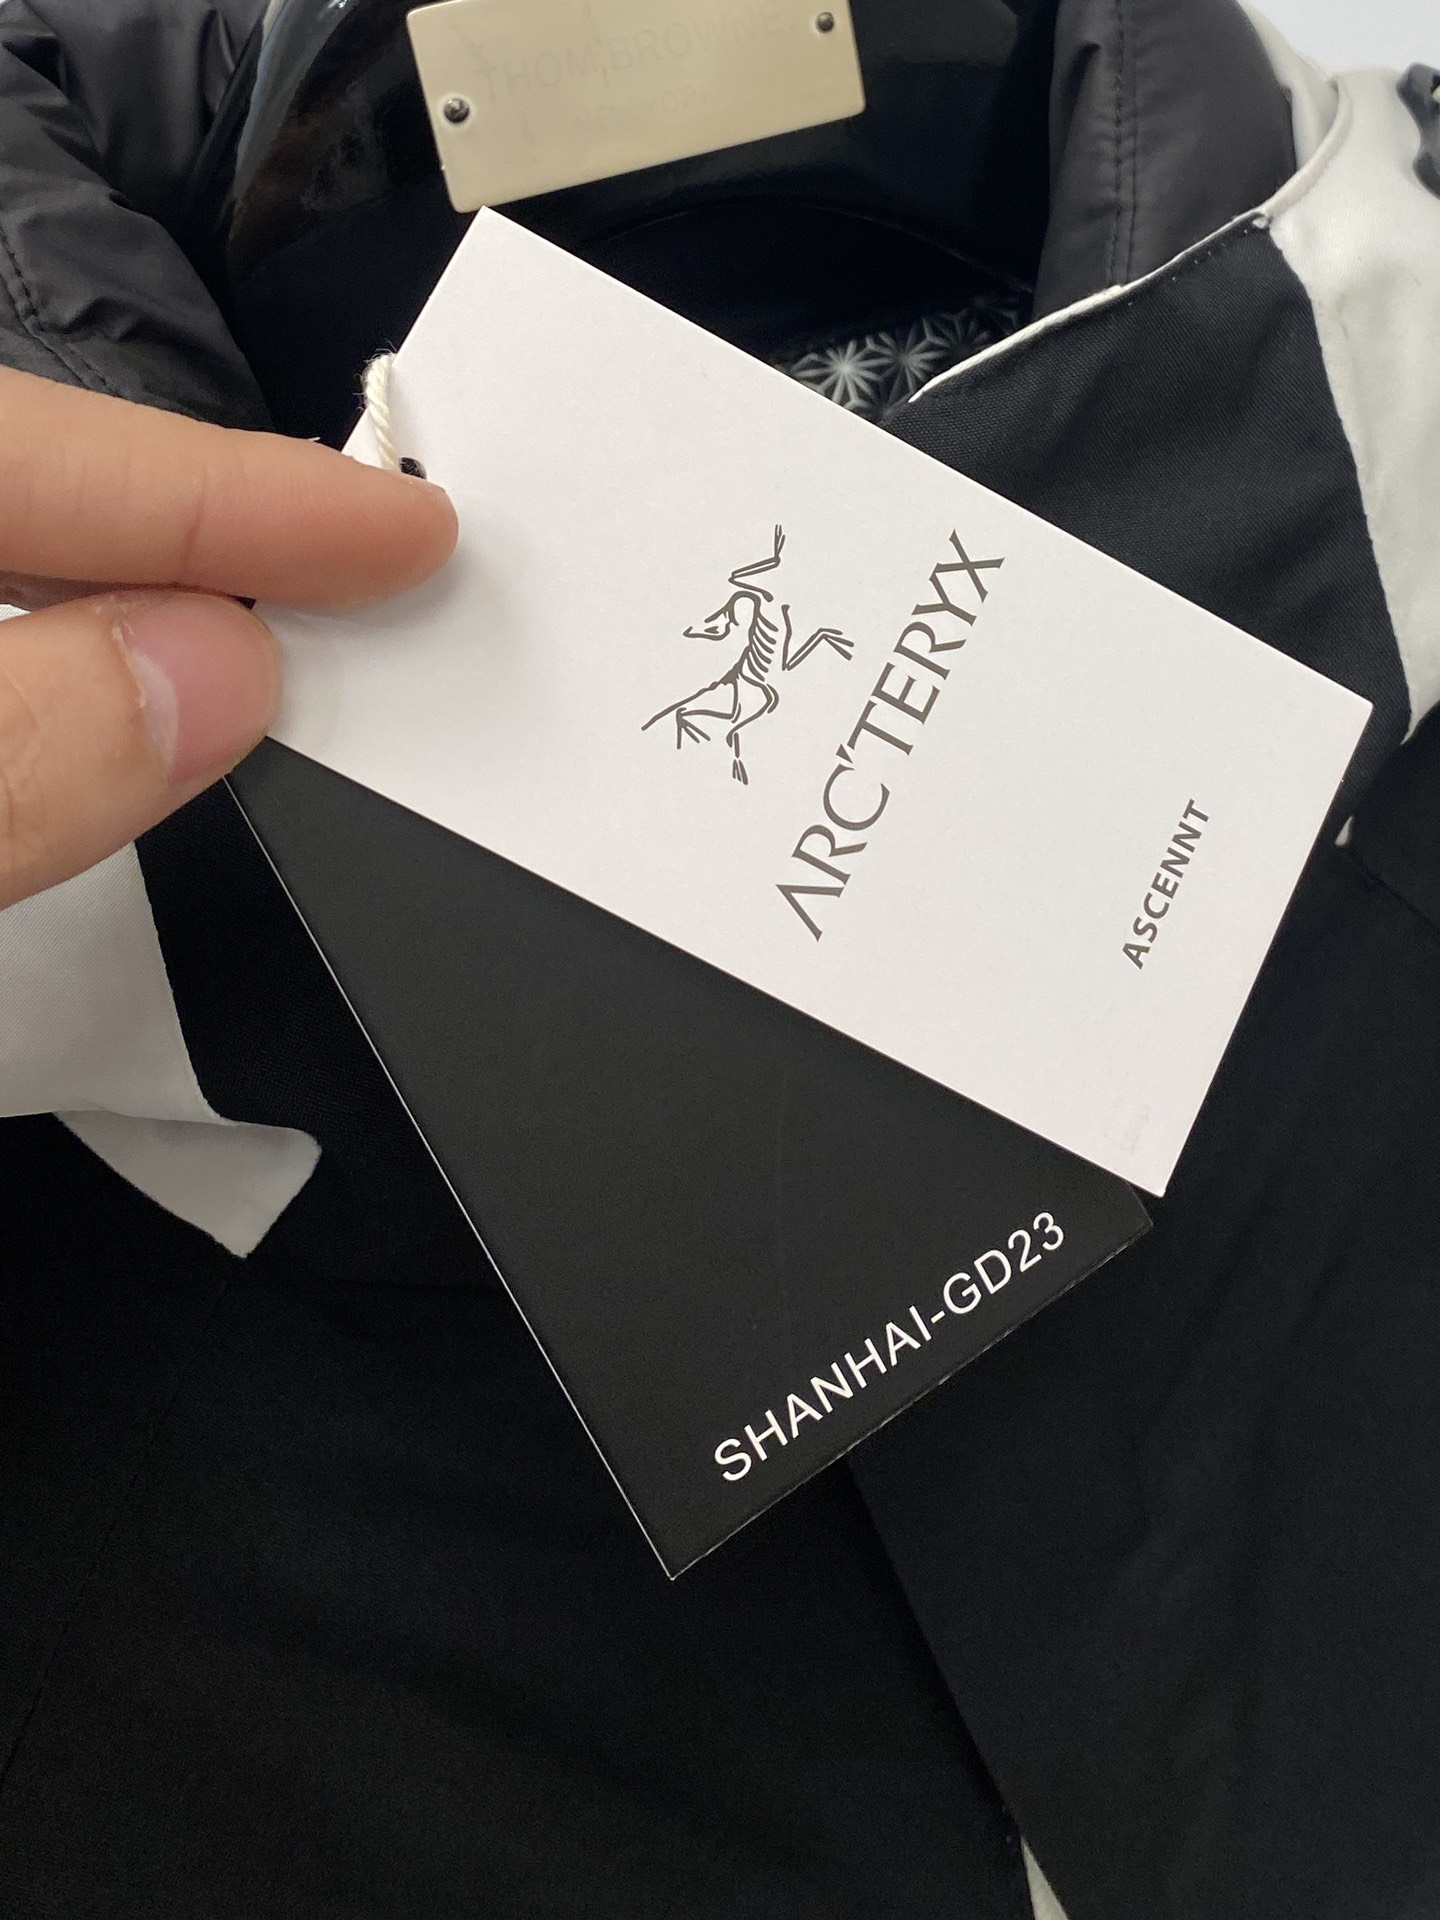 THOM BROWNE
NEW YORK
ARC'TERYX
ASCENNT
SHANHAI-GD23